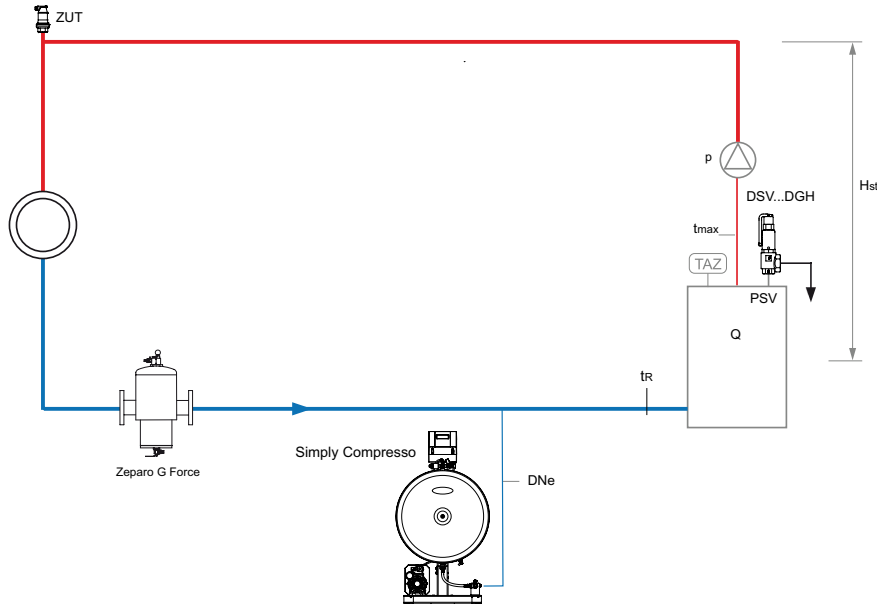 ZUT
p
Hst
DSV...DGH
tmax
TAZ
PSV
Q
tR
Simply Compresso
Zeparo G Force
DNe